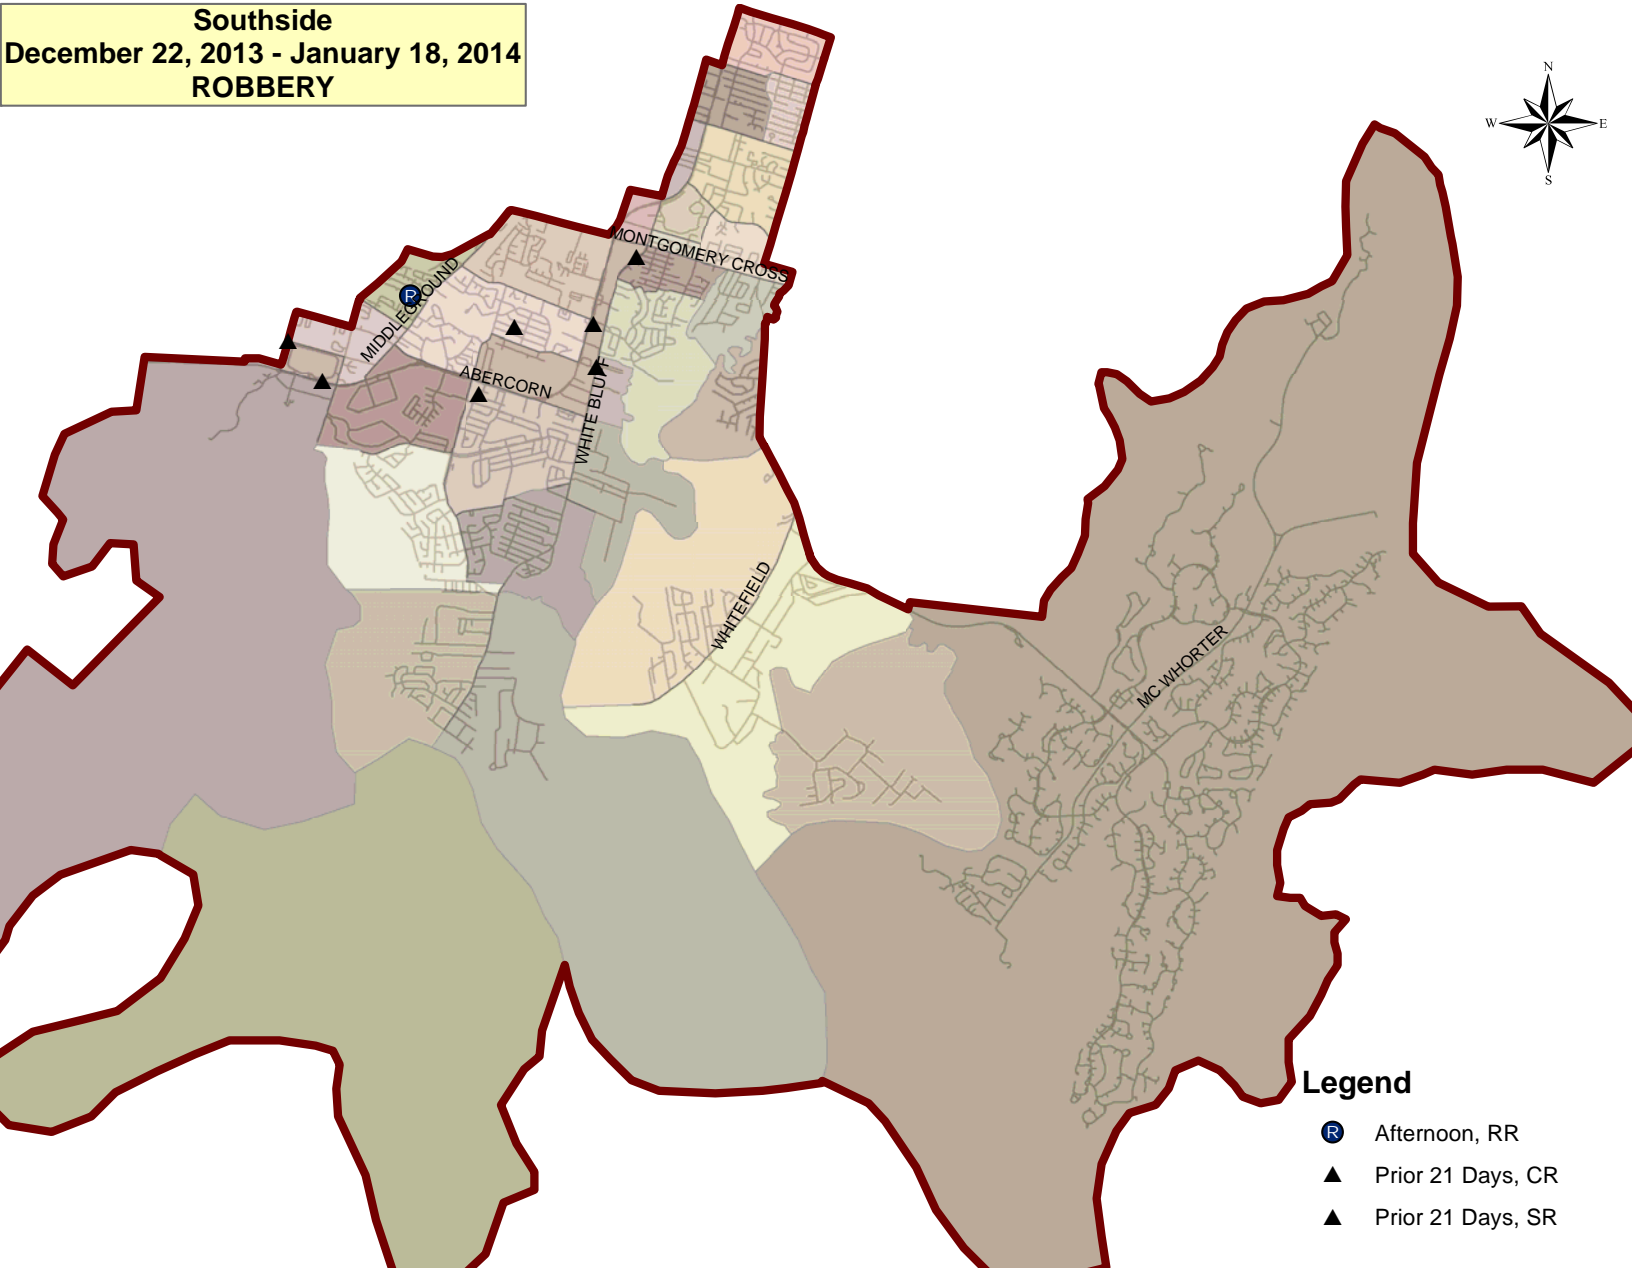 Southside
December 22, 2013 - January 18, 2014
ROBBERY
N
W
E
S
MONTGOMERY CROSS
MIDDLEGROUND
R
ABERCORN
WHITE BLUFF
WHITEFIELD
MC WHORTER
Legend
R Afternoon, RR
Prior 21 Days, CR
Prior 21 Days, SR